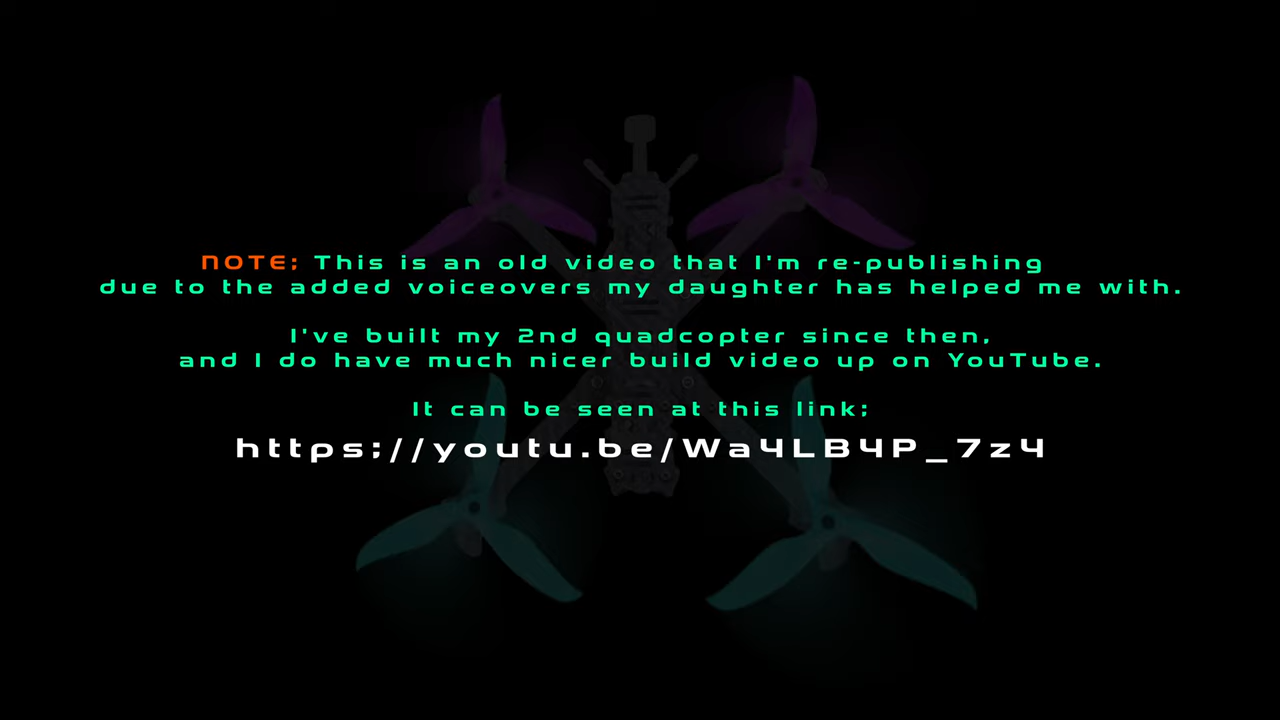 NOTE: This is an old video that I'm re-publishing
due to the added voiceovers my daughter has helped me with.
I've built my 2nd quadcopter since then,
and I do have much nicer build video up on YouTube.
It can be seen at this link:
https://youtu.be/Wa4LB4P_7z4